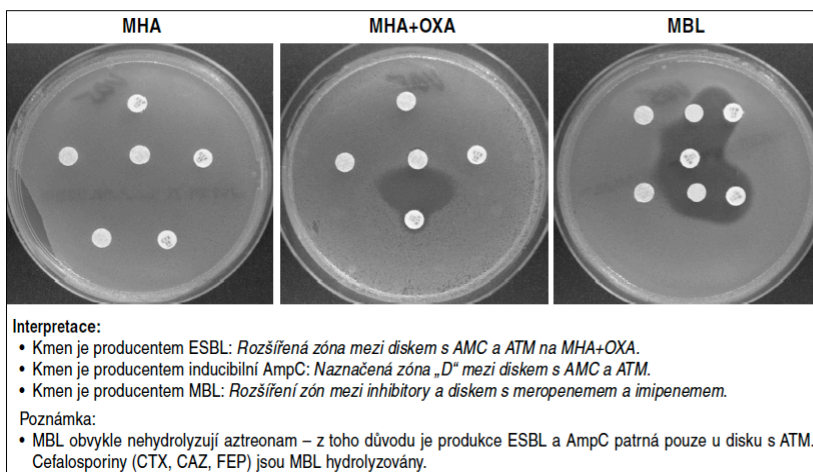 MHA MHA+OXA MBL
Interpretace:
• Kmen je producentem ESBL: Rozšířená zóna mezi diskem s AMC a ATM na MHA+OXA.
• Kmen je producentem inducibilní AmpC: Naznačená zóna „D" mezi diskem s AMC a ATM.
• Kmen je producentem MBL: Rozšíření zón mezi inhibitory a diskem s meropenemem a imipenemem.
Poznámka:
• MBL obvykle nehydrolyzují aztreonam – z toho důvodu je produkce ESBL a AmpC patrná pouze u disku s ATM.
Cefalosporiny (CTX, CAZ, FEP) jsou MBL hydrolyzovány.